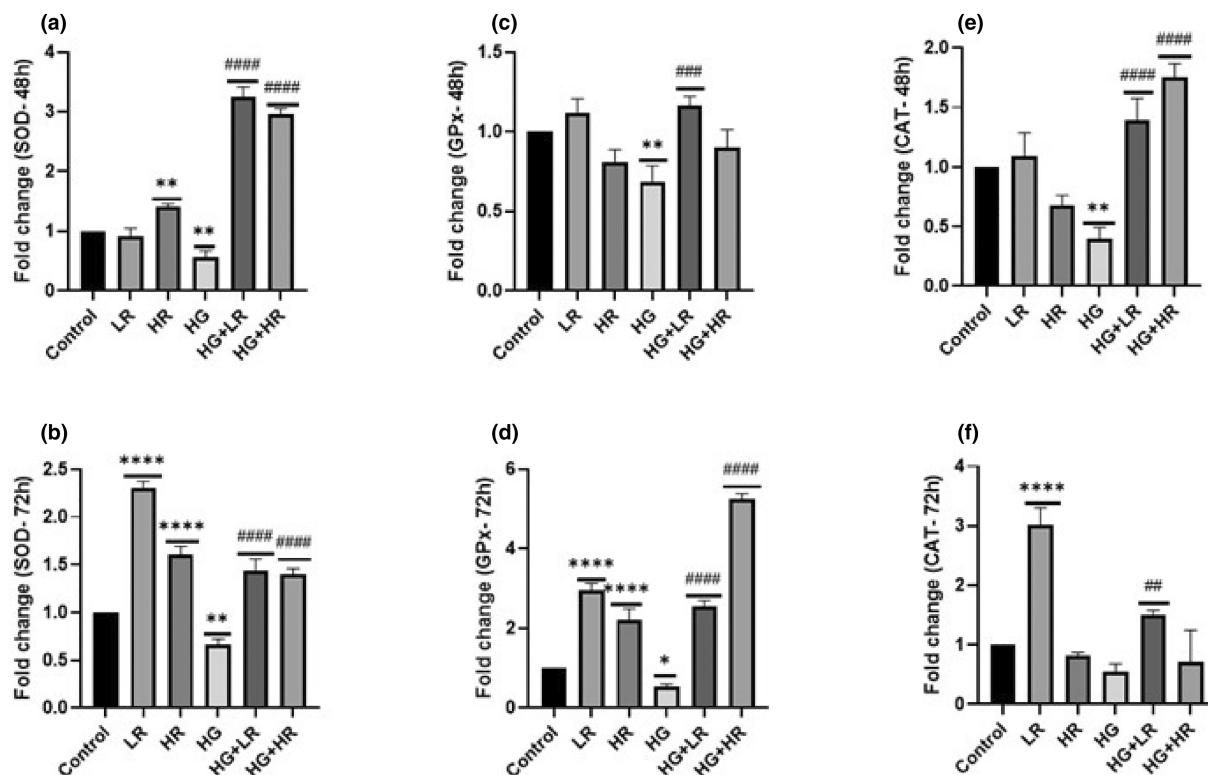 (a)
Fold change (SOD- 48h)
4
3
2
1
0
**
**
####
####
Control
LR
HR
HG
HG+LR
HG+HR
(c)
Fold change (GPx- 48h)
1.5
1.0
0.5
0.0
**
###
Control
LR
HR
HG
HG+LR
HG+HR
(e)
Fold change (CAT- 48h)
2.0
1.5
1.0
0.5
0.0
**
####
####
Control
LR
HR
HG
HG+LR
HG+HR
(b)
Fold change (SOD- 72h)
2.5
2.0
1.5
1.0
0.5
0.0
****
****
**
####
####
Control
LR
HR
HG
HG+LR
HG+HR
(d)
Fold change (GPx- 72h)
6
4
2
0
****
****
*
####
####
Control
LR
HR
HG
HG+LR
HG+HR
(f)
Fold change (CAT- 72h)
4
3
2
1
0
****
##
Control
LR
HR
HG
HG+LR
HG+HR